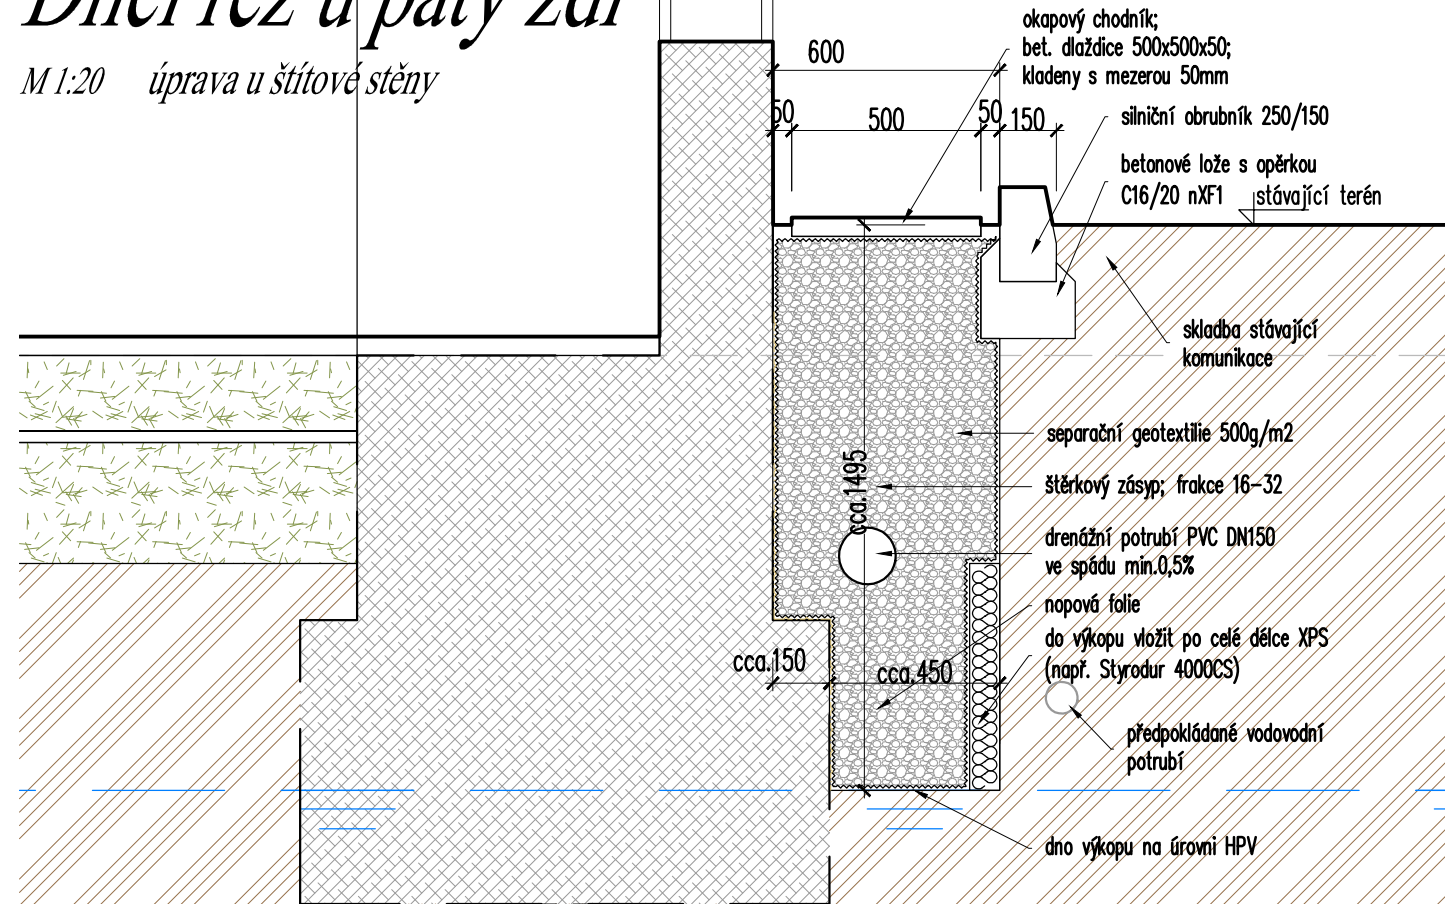 Dílčí řez u paty zdi
M 1:20 úprava u štítové stěny
okapový chodník;
bet. dlaždice 500x500x50;
kladeny s mezerou 50mm
600
50
500
50
150
silniční obrubník 250/150
betonové lože s opěrkou
C16/20 nXF1
stávající terén
skladba stávající
komunikace
separační geotextilie 500g/m2
cca.1495
štěrkový zásyp; frakce 16-32
drenážní potrubí PVC DN150
ve spádu min.0,5%
nopová folie
do výkopu vložit po celé délce XPS
(např. Styrodur 4000CS)
cca.150
cca.450
předpokládané vodovodní
potrubí
dno výkopu na úrovni HPV